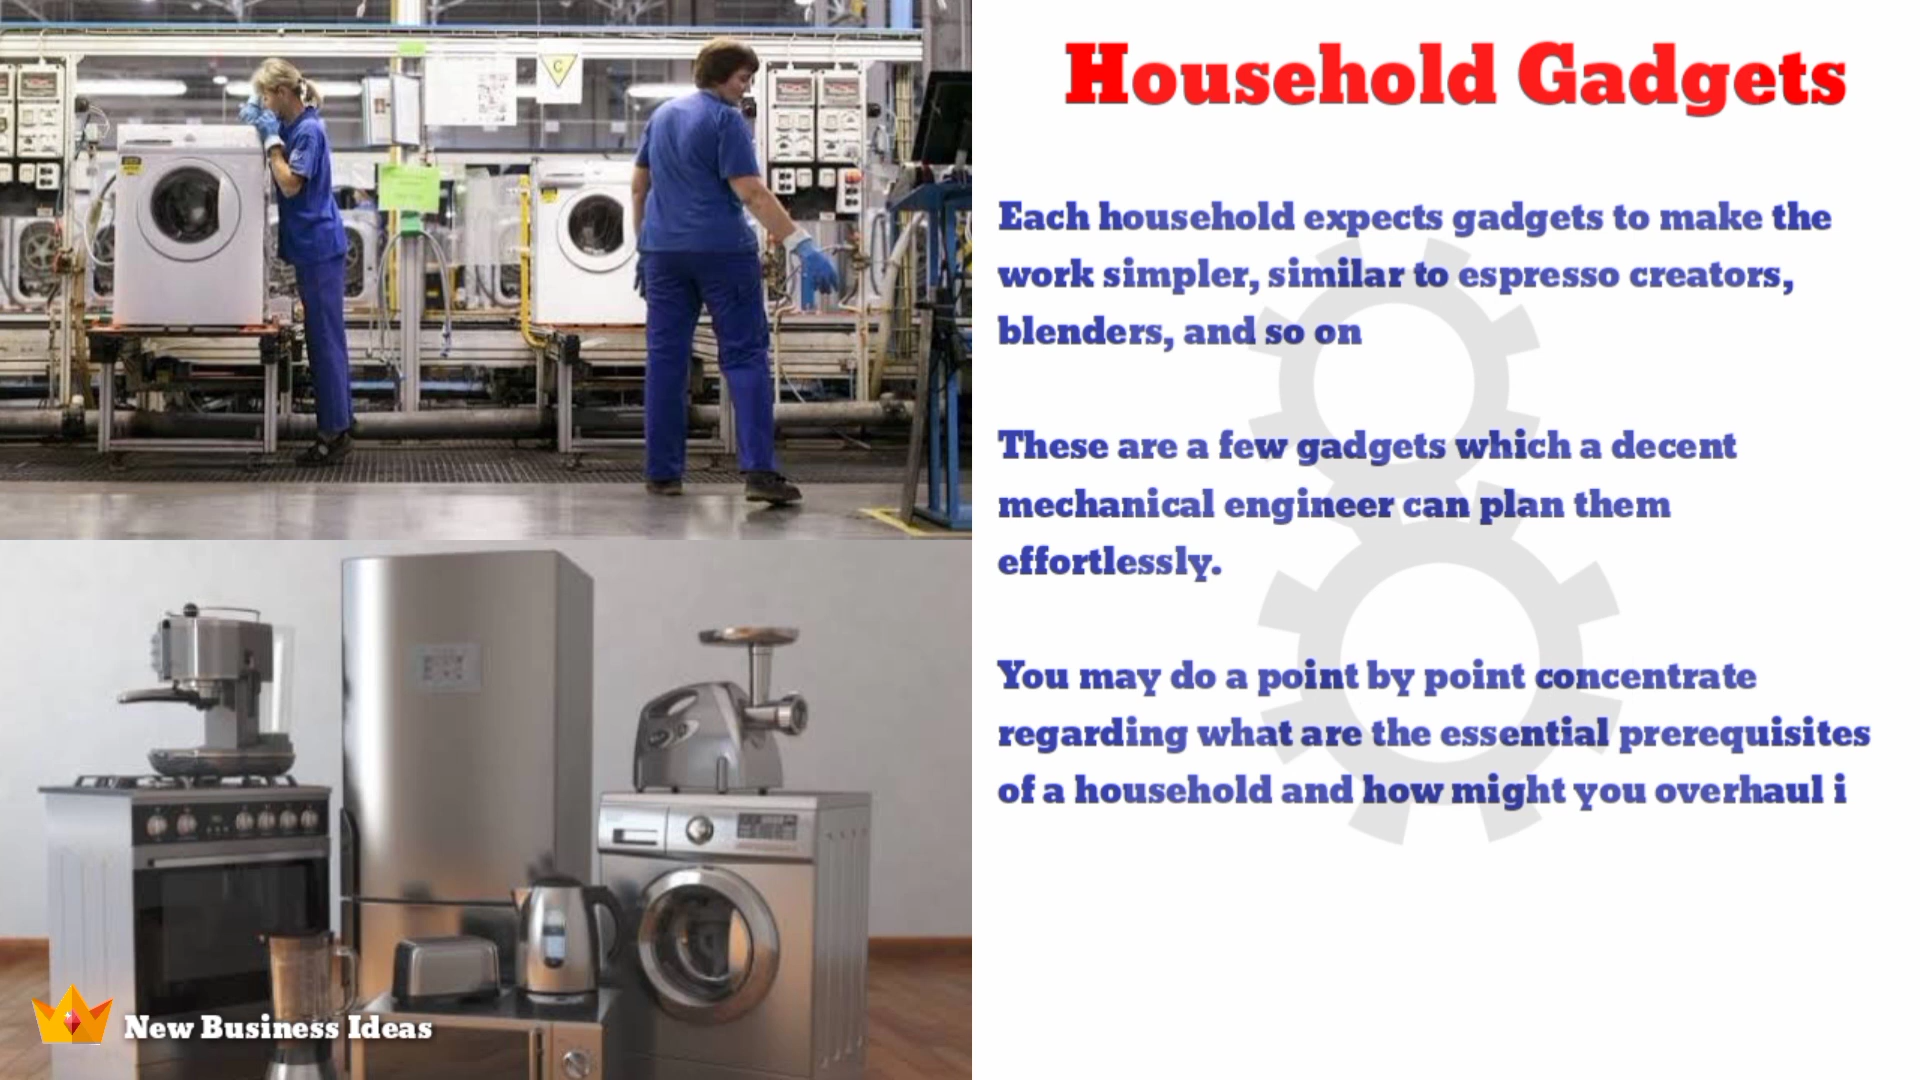 Household Gadgets
Each household expects gadgets to make the
work simpler, similar to espresso creators,
blenders, and so on
These are a few gadgets which a decent
mechanical engineer can plan them
effortlessly.
You may do a point by point concentrate
regarding what are the essential prerequisites
of a household and how might you overhaul i
C
New Business Ideas